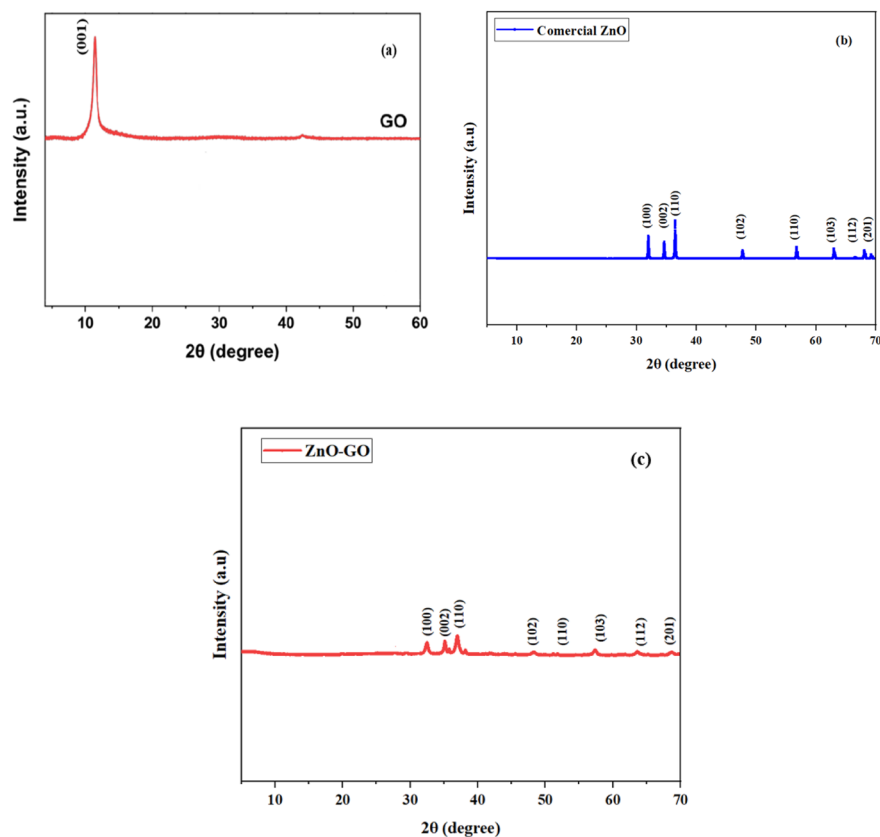 (001)
(a)
GO
Intensity (a.u.)
10 20 30 40 50 60
2θ (degree)
Comercial ZnO
(b)
Intensity (a.u)
(100) (002) (110) (102) (110) (103) (112) (201)
10 20 30 40 50 60 70
2θ (degree)
ZnO-GO
(c)
Intensity (a.u)
(100) (002) (110) (102) (110) (103) (112) (201)
10 20 30 40 50 60 70
2θ (degree)